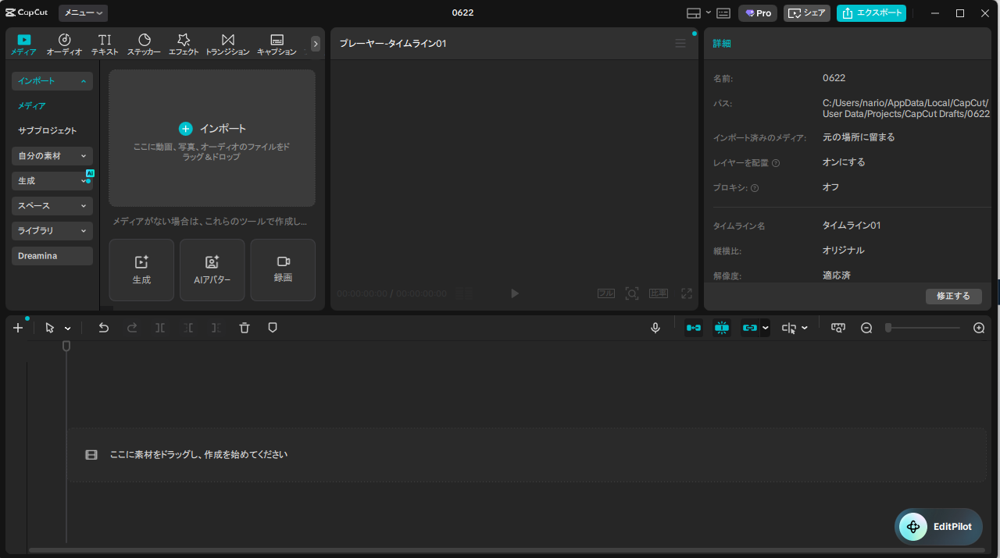 CapCut
メニュー
0622
Pro
シェア
エクスポート
メディア
オーディオ
テキスト
ステッカー
エフェクト
トランジション
キャプション
インポート
メディア
サブプロジェクト
自分の素材
生成
AI
スペース
ライブラリ
Dreamina
インポート
ここに動画、写真、オーディオのファイルをド
ラッグ＆ドロップ
メディアがない場合は、これらのツールで作成し...
生成
AIアバター
録画
プレーヤー-タイムライン01
00:00:00:00 / 00:00:00:00
フル
比率
詳細
名前:
0622
パス:
C:/Users/nario/AppData/Local/CapCut/
User Data/Projects/CapCut Drafts/0622
インポート済みのメディア:
元の場所に留まる
レイヤーを配置
オンにする
プロキシ:
オフ
タイムライン名
タイムライン01
縦横比:
オリジナル
解像度:
適応済
修正する
ここに素材をドラッグし、作成を始めてください
EditPilot